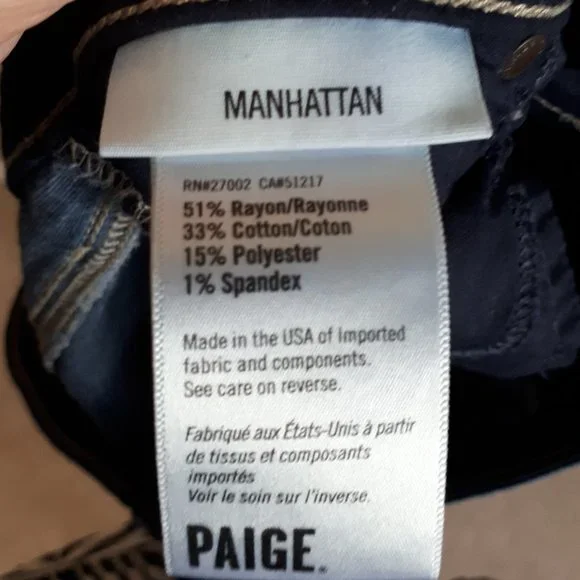 MANHATTAN
RN#27002 CA#51217
51% Rayon/Rayonne
33% Cotton/Coton
15% Polyester
1% Spandex
Made in the USA of Imported
fabric and components.
See care on reverse.
Fabriqué aux États-Unis à partir
de tissus et composants
importés
Voir le soin sur l'inverse.
PAIGE.